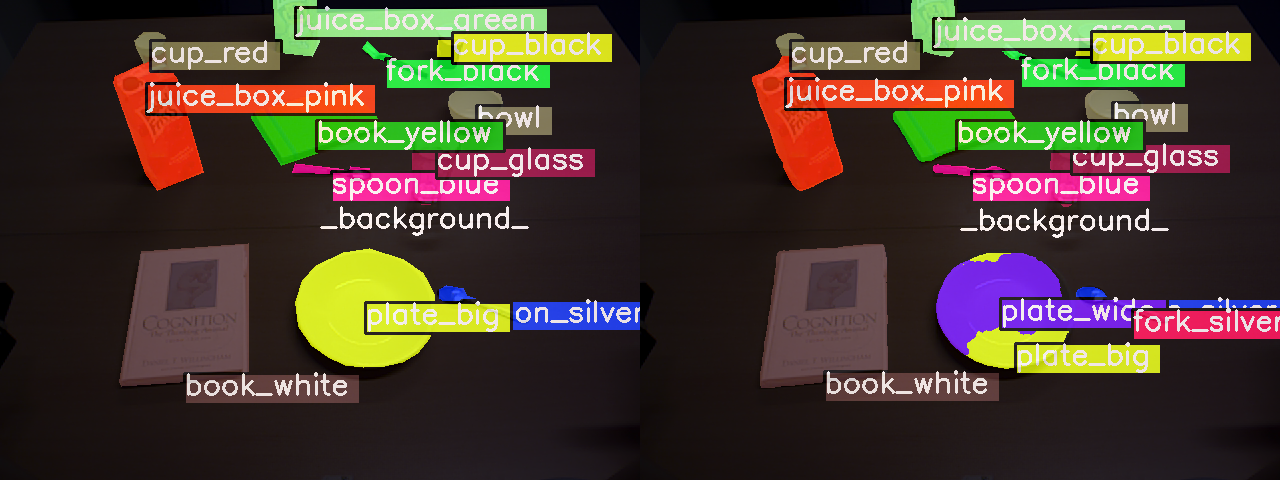 juice_box_green
cup_red
cup_black
fork_black
juice_box_pink
bowl
book_yellow
cup_glass
spoon_blue
_background_
plate_big
on_silver
COGNITION
book_white
juice_box_green
cup_red
cup_black
fork_black
juice_box_pink
bowl
book_yellow
cup_glass
spoon_blue
_background_
plate_wide
fork_silver
COGNITION
plate_big
book_white